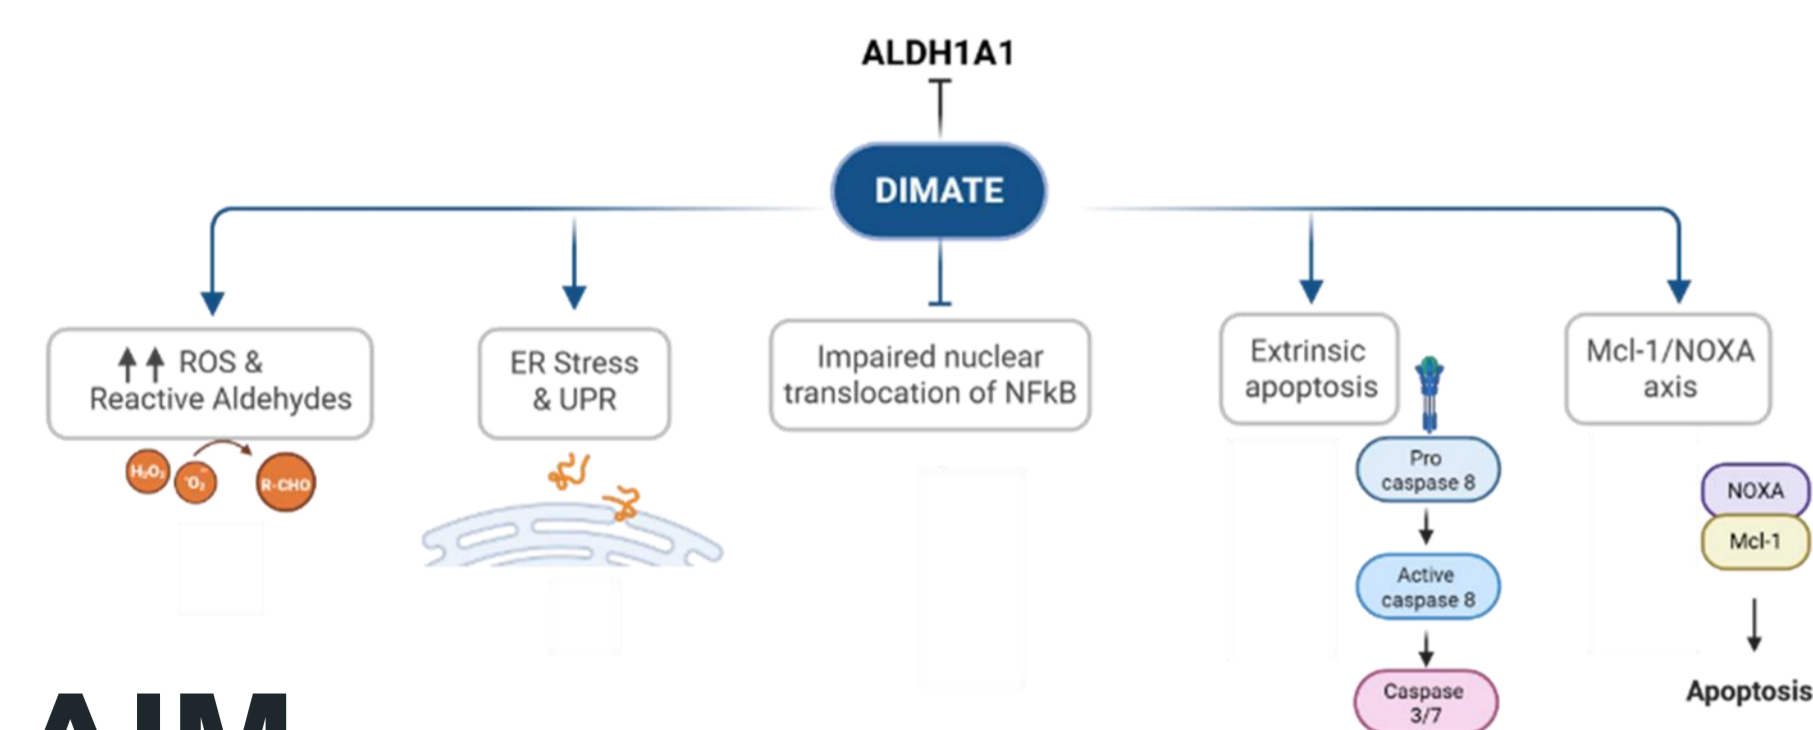 ALDH1A1
DIMATE
ROS &
Reactive Aldehydes
H₂O₂
·O₂⁻
R-CHO
ER Stress
& UPR
Impaired nuclear
translocation of NFkB
Extrinsic
apoptosis
Pro
caspase 8
Active
caspase 8
Caspase
3/7
Mcl-1/NOXA
axis
NOXA
Mcl-1
Apoptosis
AIM